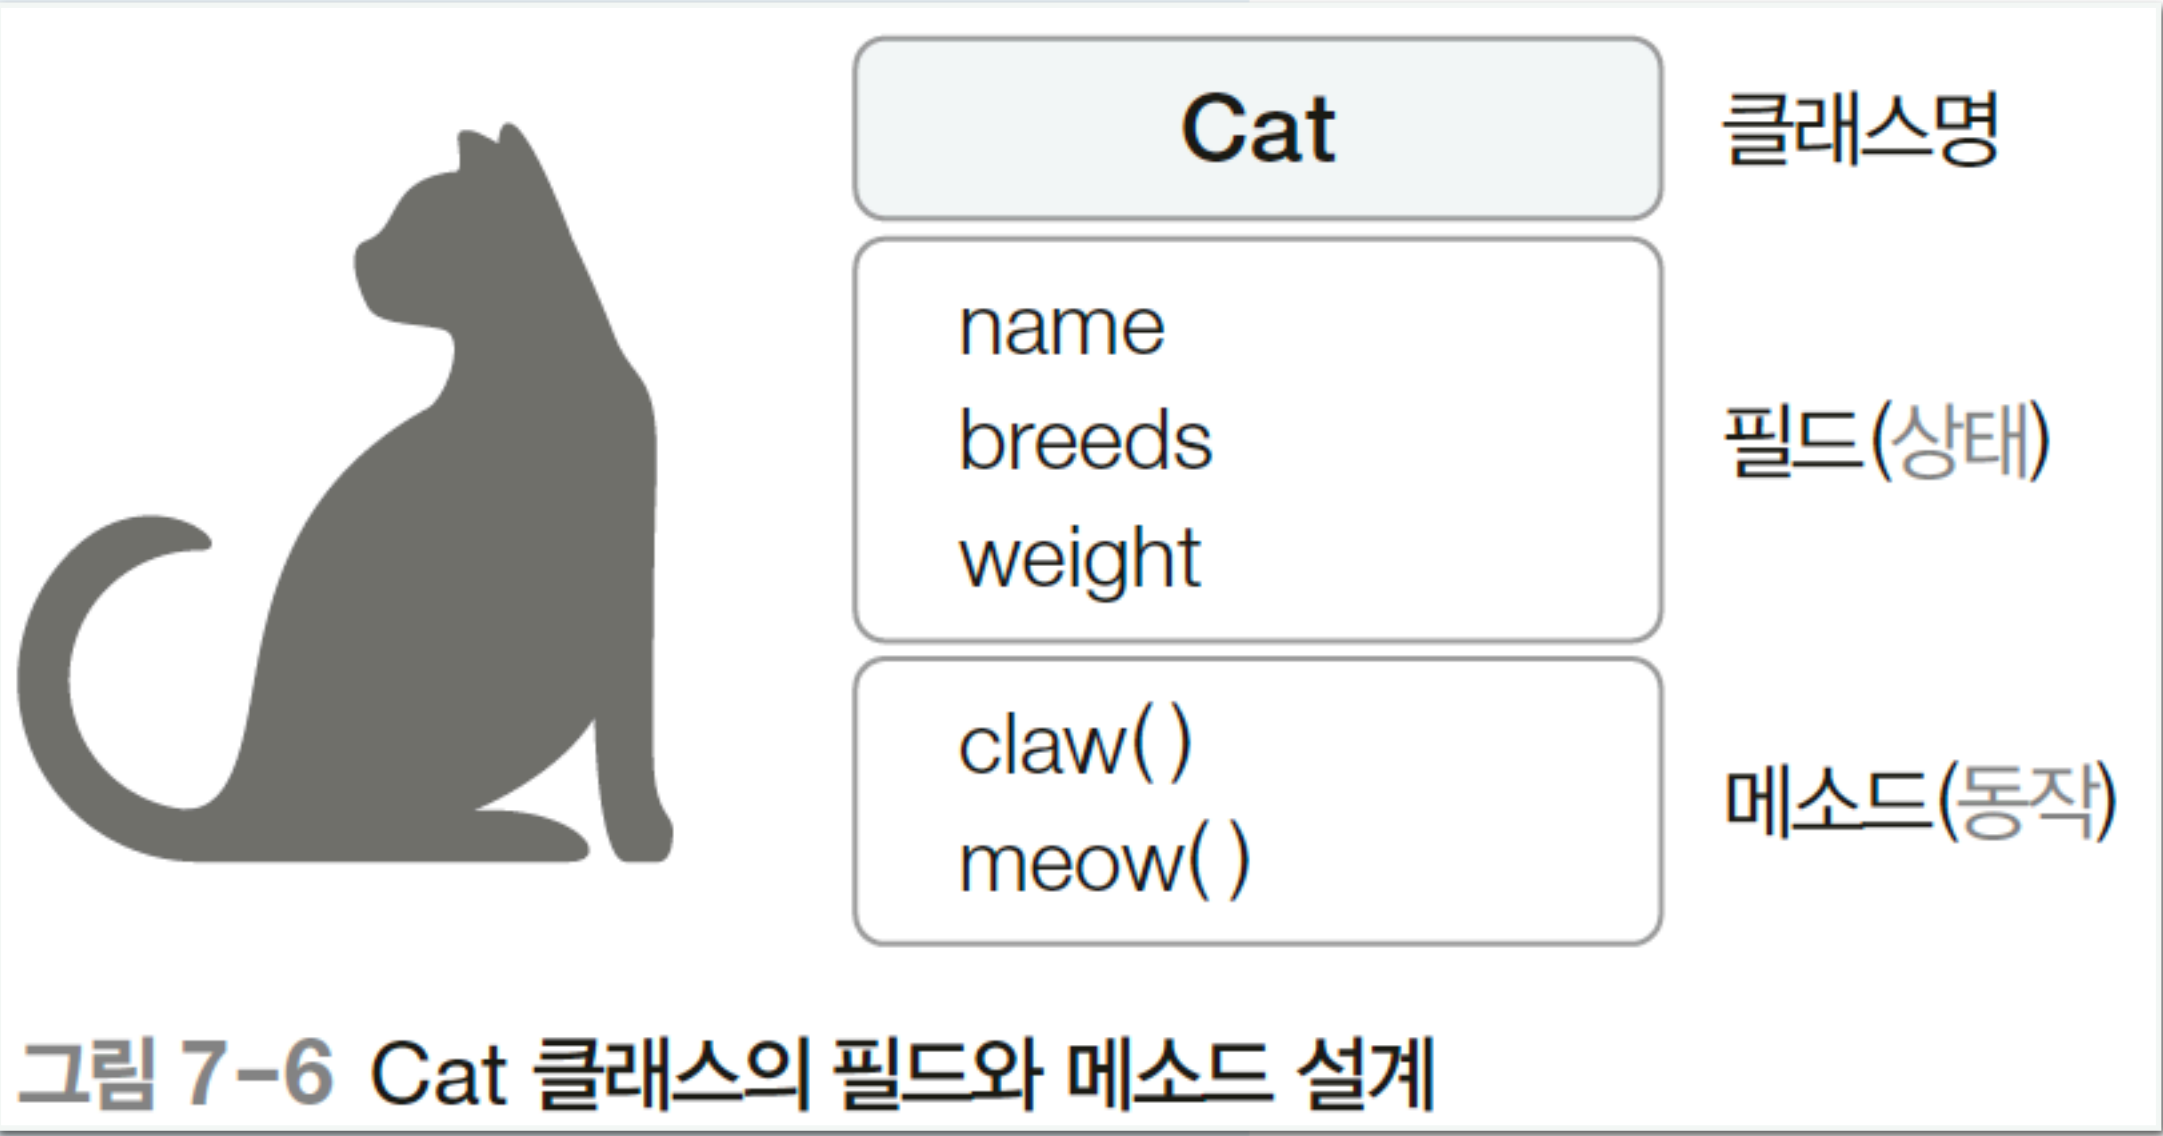 Cat
클래스명
name
breeds
weight
필드(상태)
claw( )
meow( )
메소드(동작)
그림 7-6 Cat 클래스의 필드와 메소드 설계